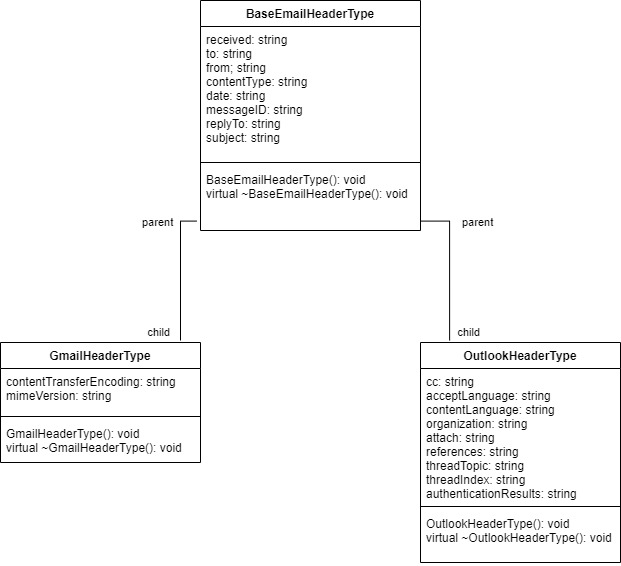 BaseEmailHeaderType
received: string
to: string
from; string
contentType: string
date: string
messageID: string
replyTo: string
subject: string
BaseEmailHeaderType(): void
virtual ~BaseEmailHeaderType(): void
parent
parent
child
child
GmailHeaderType
contentTransferEncoding: string
mimeVersion: string
GmailHeaderType(): void
virtual ~GmailHeaderType(): void
OutlookHeaderType
cc: string
acceptLanguage: string
contentLanguage: string
organization: string
attach: string
references: string
threadTopic: string
threadIndex: string
authenticationResults: string
OutlookHeaderType(): void
virtual ~OutlookHeaderType(): void